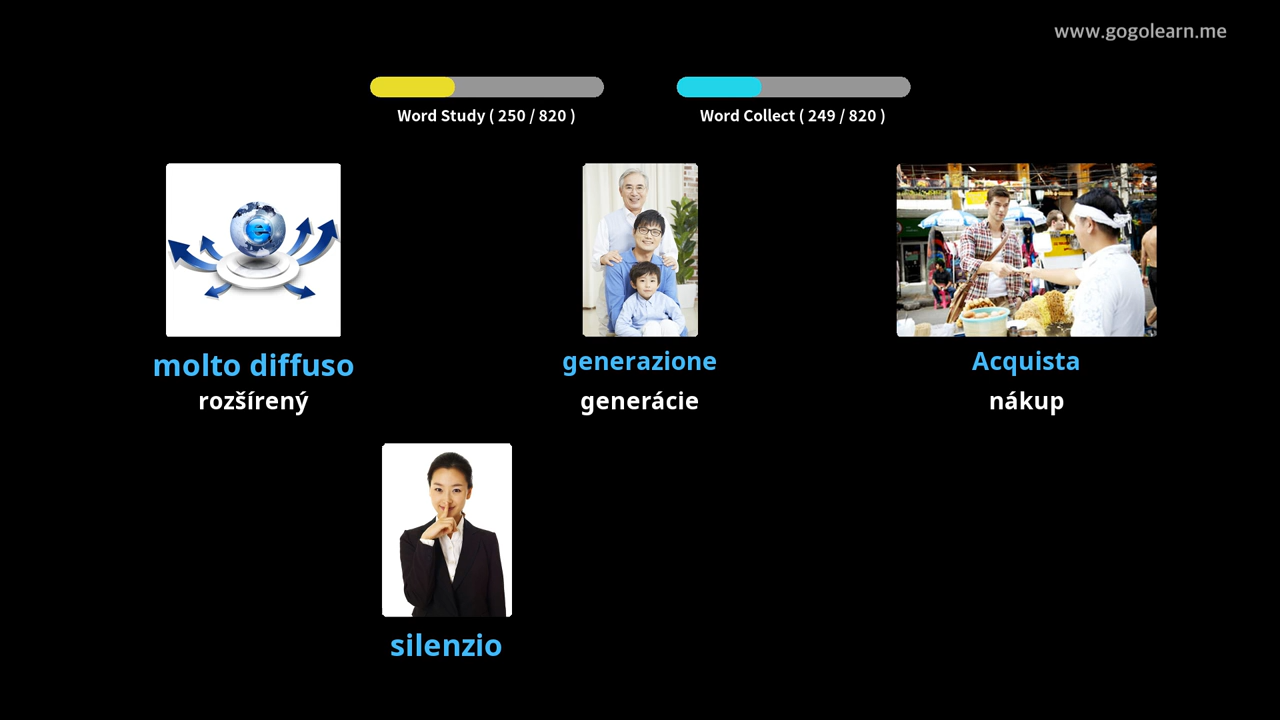 www.gogolearn.me
Word Study ( 250 / 820 )
Word Collect ( 249 / 820 )
e
molto diffuso
generazione
Acquista
rozšírený
generácie
nákup
silenzio